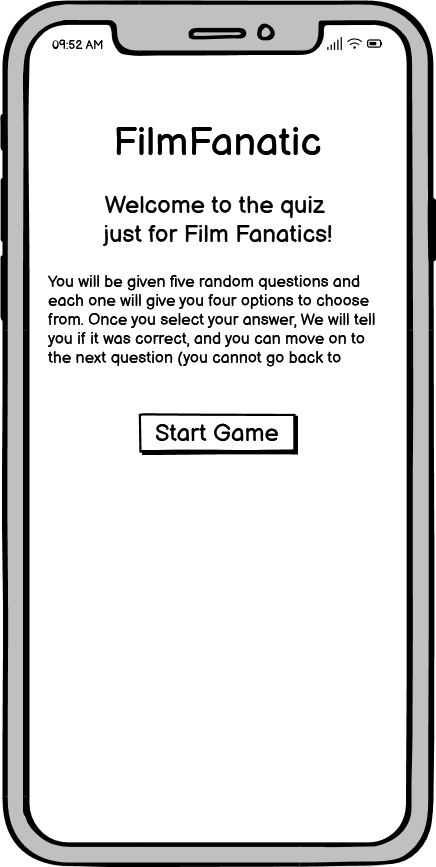 09:52 AM
FilmFanatic
Welcome to the quiz
just for Film Fanatics!
You will be given five random questions and
each one will give you four options to choose
from. Once you select your answer, We will tell
you if it was correct, and you can move on to
the next question (you cannot go back to
Start Game